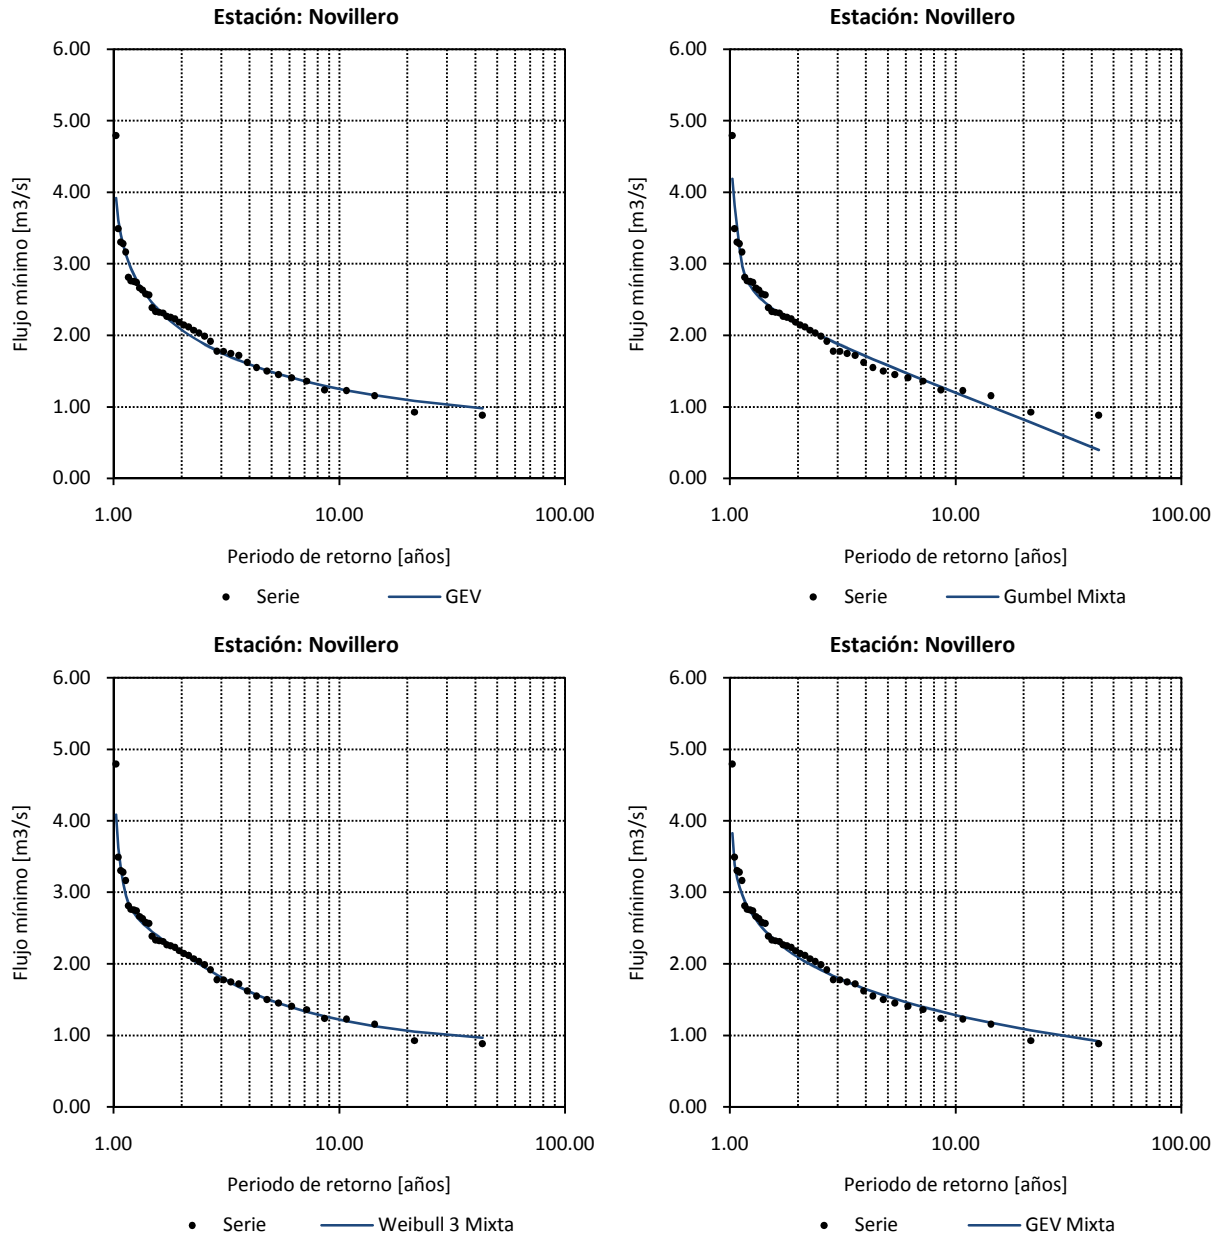 Estación: Novillero
6.00
5.00
4.00
3.00
2.00
1.00
0.00
Flujo mínimo [m3/s]
1.00 10.00 100.00
Periodo de retorno [años]
Serie GEV
Estación: Novillero
6.00
5.00
4.00
3.00
2.00
1.00
0.00
Flujo mínimo [m3/s]
1.00 10.00 100.00
Periodo de retorno [años]
Serie Gumbel Mixta
Estación: Novillero
6.00
5.00
4.00
3.00
2.00
1.00
0.00
Flujo mínimo [m3/s]
1.00 10.00 100.00
Periodo de retorno [años]
Serie Weibull 3 Mixta
Estación: Novillero
6.00
5.00
4.00
3.00
2.00
1.00
0.00
Flujo mínimo [m3/s]
1.00 10.00 100.00
Periodo de retorno [años]
Serie GEV Mixta